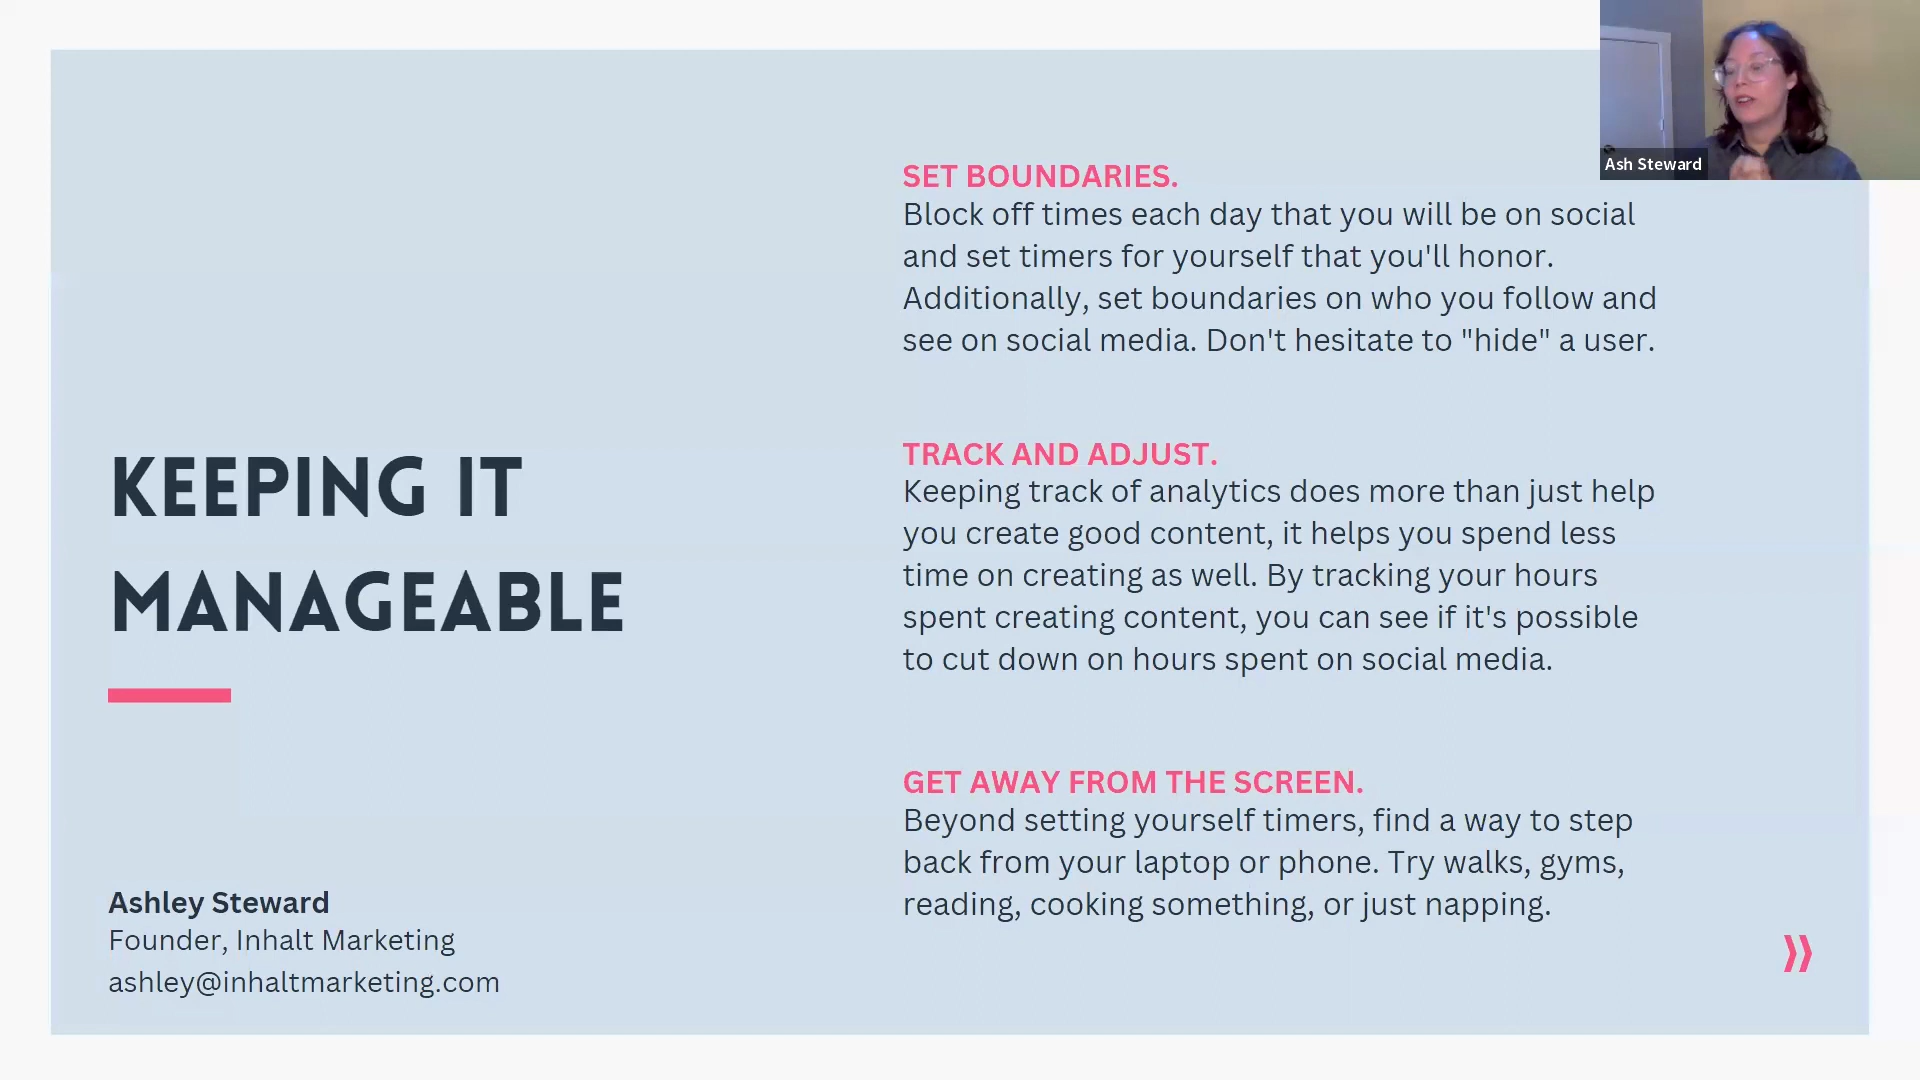 Ash Steward
KEEPING IT
MANAGEABLE
Ashley Steward
Founder, Inhalt Marketing
ashley@inhaltmarketing.com
SET BOUNDARIES.
Block off times each day that you will be on social
and set timers for yourself that you'll honor.
Additionally, set boundaries on who you follow and
see on social media. Don't hesitate to "hide" a user.
TRACK AND ADJUST.
Keeping track of analytics does more than just help
you create good content, it helps you spend less
time on creating as well. By tracking your hours
spent creating content, you can see if it's possible
to cut down on hours spent on social media.
GET AWAY FROM THE SCREEN.
Beyond setting yourself timers, find a way to step
back from your laptop or phone. Try walks, gyms,
reading, cooking something, or just napping.